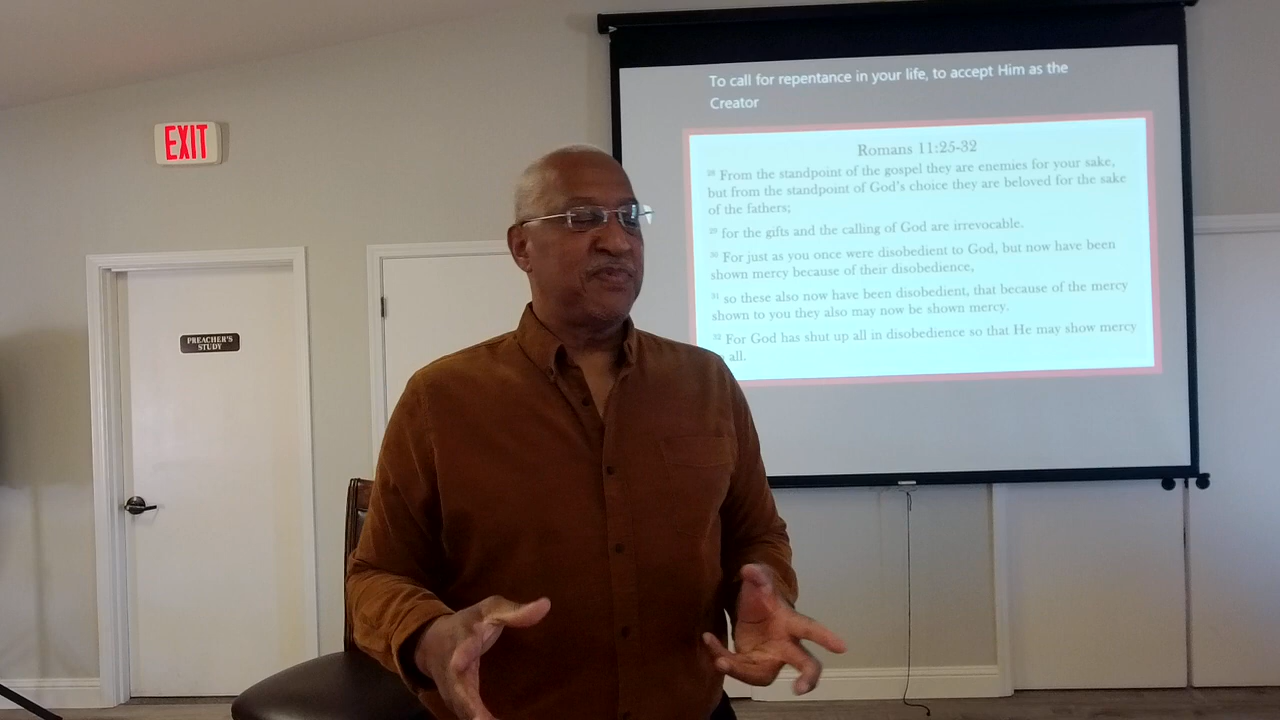 To call for repentance in your life, to accept Him as the
Creator
EXIT
Romans 11:25-32
28 From the standpoint of the gospel they are enemies for your sake,
but from the standpoint of God's choice they are beloved for the sake
of the fathers;
29 for the gifts and the calling of God are irrevocable.
30 For just as you once were disobedient to God, but now have been
shown mercy because of their disobedience,
31 so these also now have been disobedient, that because of the mercy
shown to you they also may now be shown mercy.
32 For God has shut up all in disobedience so that He may show mercy
all.
PREACHER'S
STUDY